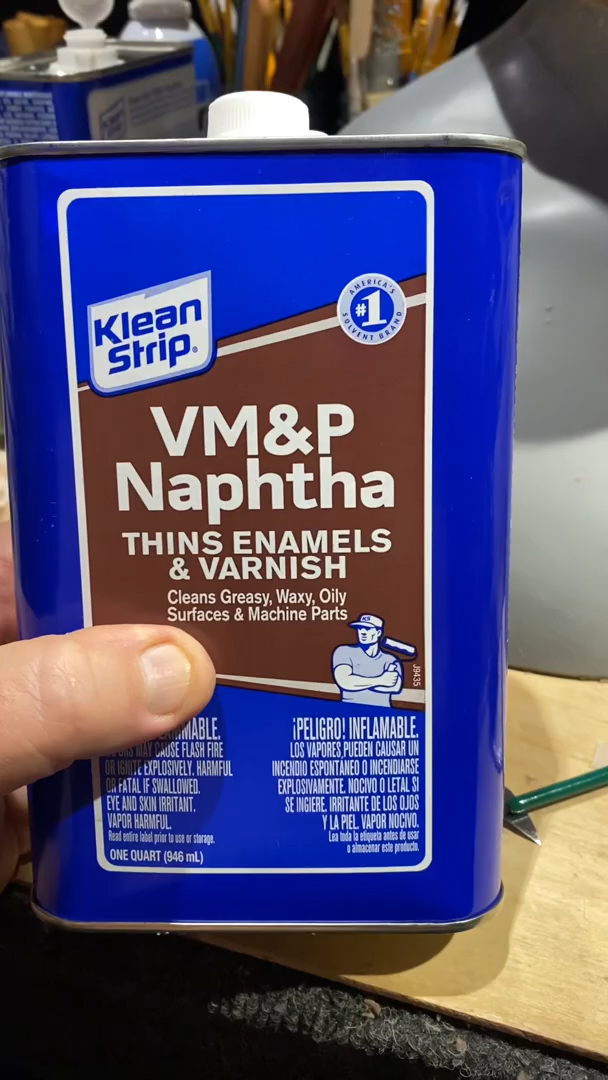 Klean
Strip®
AMERICA'S
#1
SOLVENT BRAND
VM&P
Naphtha
THINS ENAMELS
& VARNISH
Cleans Greasy, Waxy, Oily
Surfaces & Machine Parts
KS
J9435
MAY CAUSE FLASH FIRE
OR IGNITE EXPLOSIVELY. HARMFUL
OR FATAL IF SWALLOWED.
EYE AND SKIN IRRITANT.
VAPOR HARMFUL.
Read entire label prior to use or storage.
ONE QUART (946 mL)
¡PELIGRO! INFLAMABLE.
LOS VAPORES PUEDEN CAUSAR UN
INCENDIO ESPONTANEO O INCENDIARSE
EXPLOSIVAMENTE. NOCIVO O LETAL SI
SE INGIERE. IRRITANTE DE LOS OJOS
Y LA PIEL. VAPOR NOCIVO.
Lea toda la etiqueta antes de usar
o almacenar este producto.